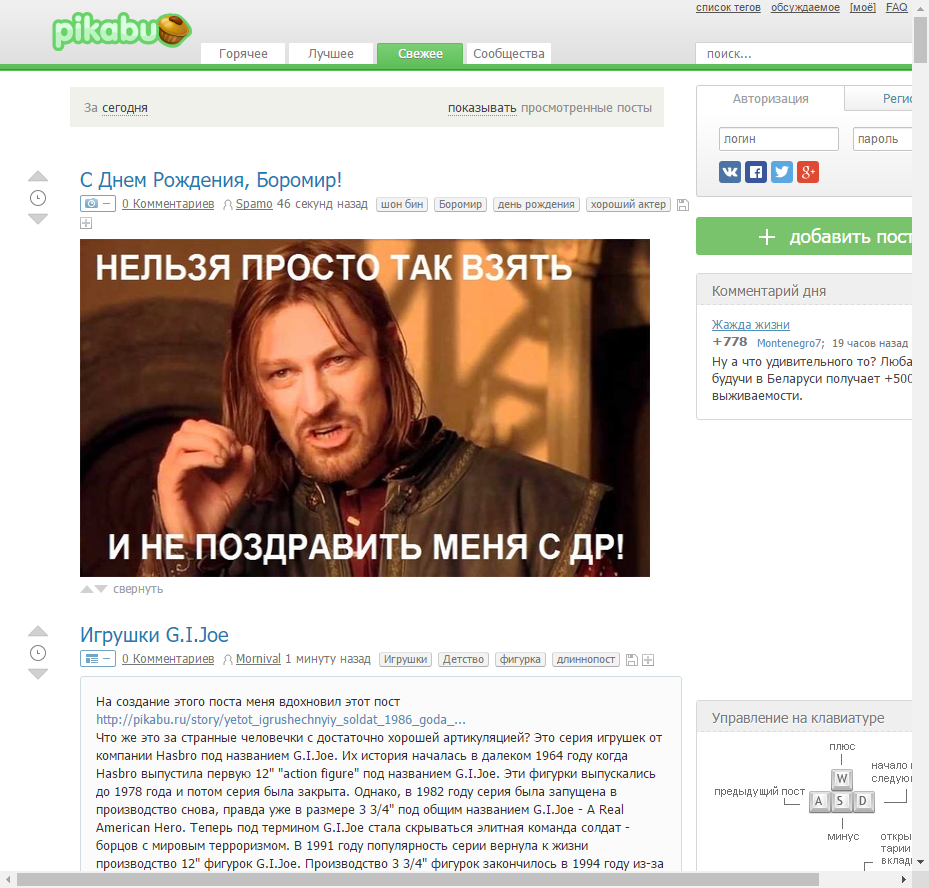 список тегов обсуждаемое [моё] FAQ
pikabu
Горячее Лучшее Свежее Сообщества
поиск...
За сегодня показывать просмотренные посты
Авторизация Регис
логин пароль
добавить пост
С Днем Рождения, Боромир!
0 Комментариев Spamo 46 секунд назад шон бин Боромир день рождения хороший актер
НЕЛЬЗЯ ПРОСТО ТАК ВЗЯТЬ
И НЕ ПОЗДРАВИТЬ МЕНЯ С ДР!
свернуть
Комментарий дня
Жажда жизни
+778 Montenegro7; 19 часов назад
Ну а что удивительного то? Люба
будучи в Беларуси получает +500
выживаемости.
Игрушки G.I.Joe
0 Комментариев Mornival 1 минуту назад Игрушки Детство фигурка длиннопост
На создание этого поста меня вдохновил этот пост
http://pikabu.ru/story/yetot_igrushechnyiy_soldat_1986_goda_...
Что же это за странные человечки с достаточно хорошей артикуляцией? Это серия игрушек от
компании Hasbro под названием G.I.Joe. Их история началась в далеком 1964 году когда
Hasbro выпустила первую 12" "action figure" под названием G.I.Joe. Эти фигурки выпускались
до 1978 года и потом серия была закрыта. Однако, в 1982 году серия была запущена в
производство снова, правда уже в размере 3 3/4" под общим названием G.I.Joe - A Real
American Hero. Теперь под термином G.I.Joe стала скрываться элитная команда солдат -
борцов с мировым терроризмом. В 1991 году популярность серии вернула к жизни
производство 12" фигурок G.I.Joe. Производство 3 3/4" фигурок закончилось в 1994 году из-за
Управление на клавиатуре
плюс
начало
следую
W
предыдущий пост
A S D
минус
откры
тарии
вклад